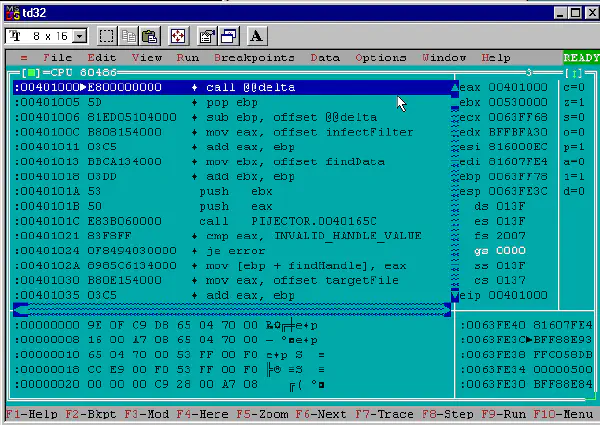 td32
8 x 16
≡ File Edit View Run Breakpoints Data Options Window Help READY
[■]=CPU 80486 3 [↕]
:00401000►E800000000 ♦ call @@delta eax 00401000 c=0
:00401005 5D ♦ pop ebp ebx 00530000 z=1
:00401006 81ED05104000 ♦ sub ebp, offset @@delta ecx 0063FF68 s=0
:0040100C B808154000 ♦ mov eax, offset infectFilter edx BFFBFA30 o=0
:00401011 03C5 ♦ add eax, ebp esi 816000EC p=1
:00401013 BBCA134000 ♦ mov ebx, offset findData edi 81607FE4 a=0
:00401018 03DD ♦ add ebx, ebp ebp 0063FF78 i=1
:0040101A 53 push ebx esp 0063FE3C d=0
:0040101B 50 push eax ds 013F
:0040101C E83B060000 call PIJECTOR.0040165C es 013F
:00401021 83F8FF ♦ cmp eax, INVALID_HANDLE_VALUE fs 2007
:00401024 0F8494030000 ♦ je error gs 0000
:0040102A 8985C6134000 ♦ mov [ebp + findHandle], eax ss 013F
:00401030 B80E154000 ♦ mov eax, offset targetFile cs 0137
:00401035 03C5 ♦ add eax, ebp eip 00401000
:00000000 9E 0F C9 D8 65 04 70 00 :0063FE40 81607FE4
:00000008 16 00 17 08 65 04 70 00 :0063FE3C►BFF88E93
:00000010 65 04 70 00 53 FF 00 F0 :0063FE38 FFC058DB
:00000018 CC E9 00 F0 53 FF 00 F0 :0063FE34 00000500
:00000020 00 00 00 C9 28 00 A7 08 :0063FE30 BFF88E84
F1-Help F2-Bkpt F3-Mod F4-Here F5-Zoom F6-Next F7-Trace F8-Step F9-Run F10-Menu